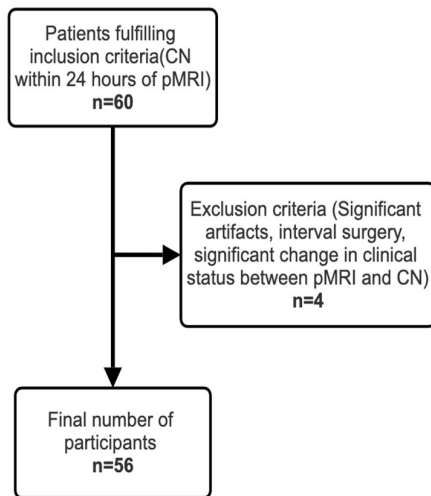 Patients fulfilling
inclusion criteria(CN
within 24 hours of pMRI)
n=60
Exclusion criteria (Significant
artifacts, interval surgery,
significant change in clinical
status between pMRI and CN)
n=4
Final number of
participants
n=56